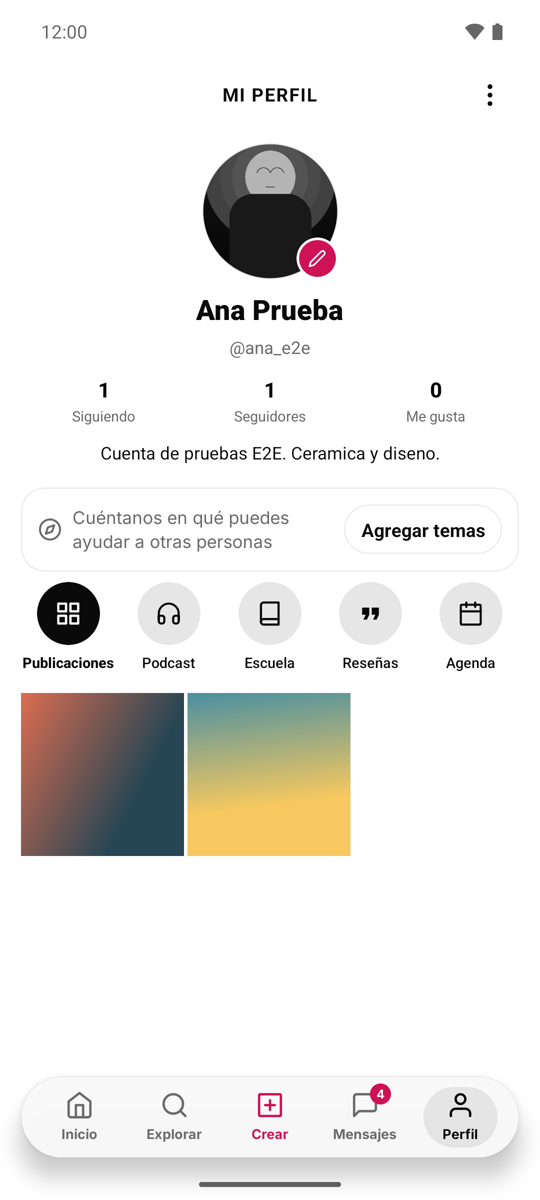 12:00
MI PERFIL
Ana Prueba
@ana_e2e
1
Siguiendo
1
Seguidores
0
Me gusta
Cuenta de pruebas E2E. Ceramica y diseno.
Cuéntanos en qué puedes
ayudar a otras personas
Agregar temas
Publicaciones
Podcast
Escuela
Reseñas
Agenda
Inicio
Explorar
Crear
4
Mensajes
Perfil